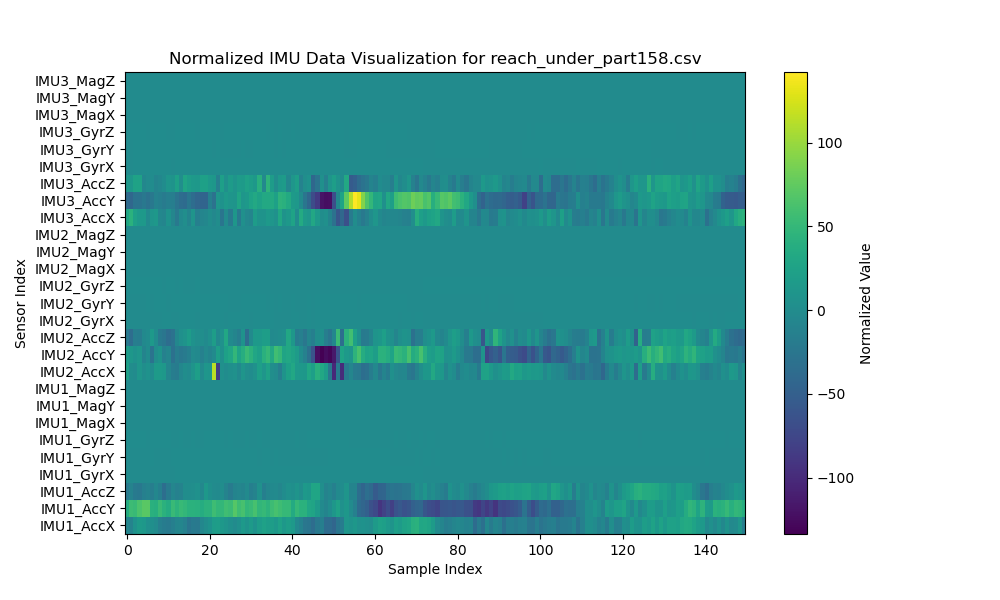 Normalized IMU Data Visualization for reach_under_part158.csv
IMU3_MagZ
IMU3_MagY
IMU3_MagX
IMU3_GyrZ
IMU3_GyrY
IMU3_GyrX
IMU3_AccZ
IMU3_AccY
IMU3_AccX
IMU2_MagZ
IMU2_MagY
IMU2_MagX
IMU2_GyrZ
IMU2_GyrY
IMU2_GyrX
IMU2_AccZ
IMU2_AccY
IMU2_AccX
IMU1_MagZ
IMU1_MagY
IMU1_MagX
IMU1_GyrZ
IMU1_GyrY
IMU1_GyrX
IMU1_AccZ
IMU1_AccY
IMU1_AccX
Sensor Index
0 20 40 60 80 100 120 140
Sample Index
100
50
0
−50
−100
Normalized Value